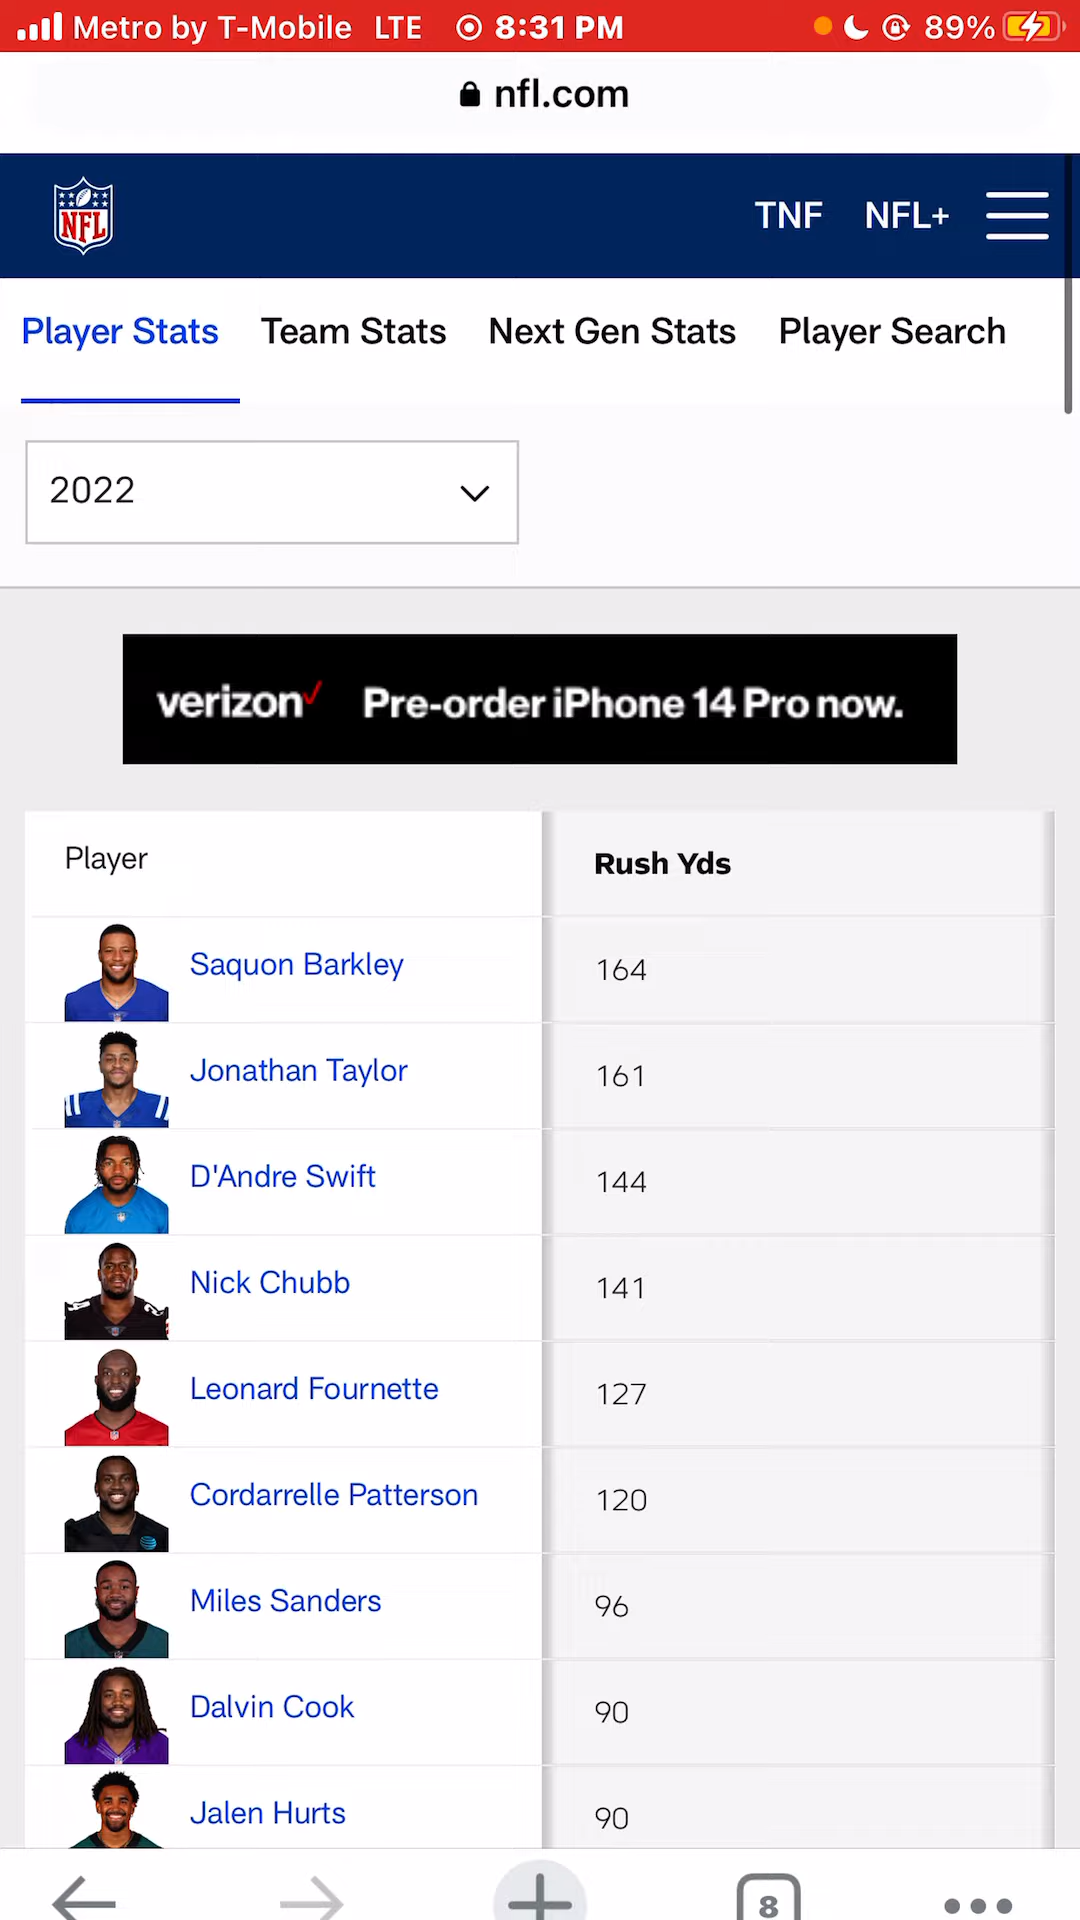 Metro by T-Mobile LTE 8:31 PM 89%
nfl.com
NFL TNF NFL+
Player Stats Team Stats Next Gen Stats Player Search
2022
verizon✓ Pre-order iPhone 14 Pro now.
Player Rush Yds
Saquon Barkley 164
Jonathan Taylor 161
D'Andre Swift 144
Nick Chubb 141
Leonard Fournette 127
Cordarrelle Patterson 120
Miles Sanders 96
Dalvin Cook 90
Jalen Hurts 90
8